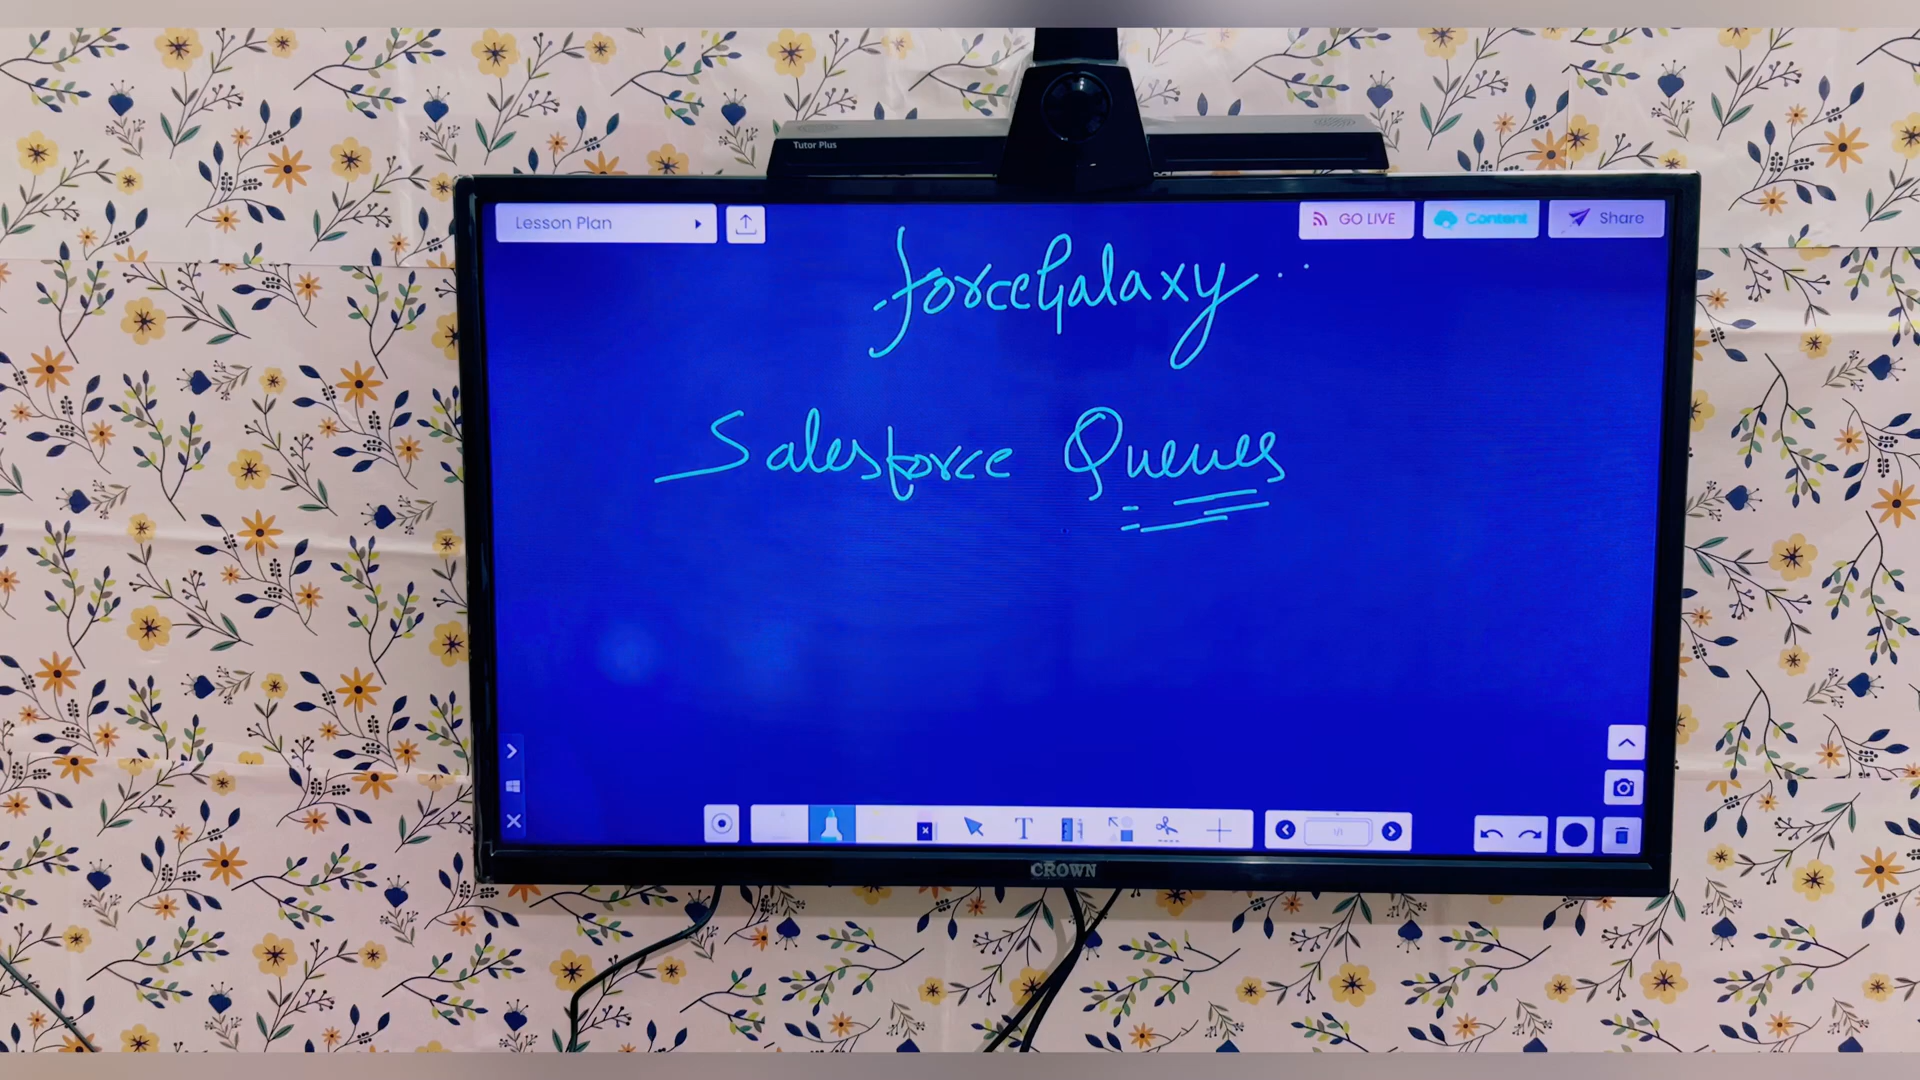 Tutor Plus
Lesson Plan
GO LIVE
Content
Share
forceGalaxy..
Salesforce Queues
T
CROWN